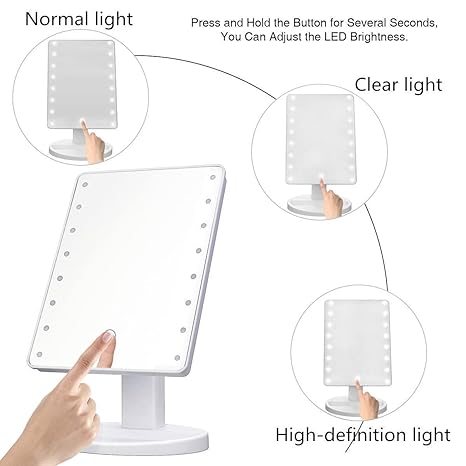 Normal light
Press and Hold the Button for Several Seconds,
You Can Adjust the LED Brightness.
Clear light
High-definition light